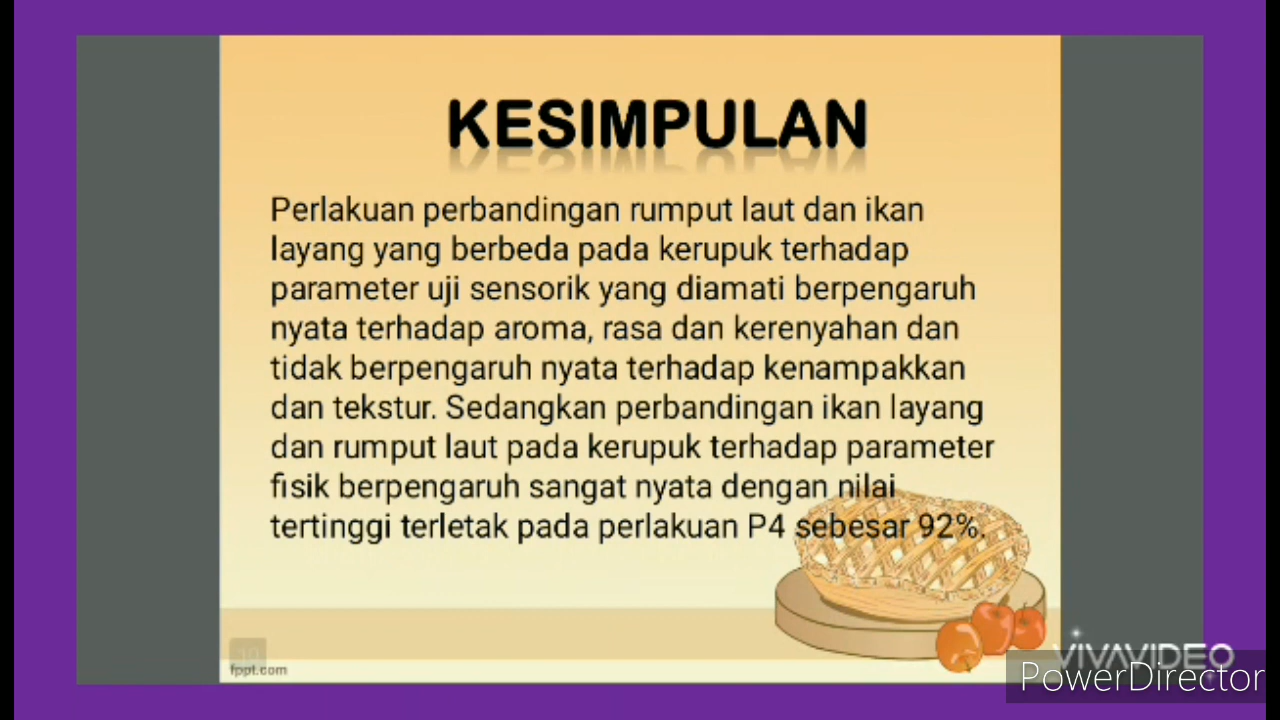 KESIMPULAN
Perlakuan perbandingan rumput laut dan ikan
layang yang berbeda pada kerupuk terhadap
parameter uji sensorik yang diamati berpengaruh
nyata terhadap aroma, rasa dan kerenyahan dan
tidak berpengaruh nyata terhadap kenampakkan
dan tekstur. Sedangkan perbandingan ikan layang
dan rumput laut pada kerupuk terhadap parameter
fisik berpengaruh sangat nyata dengan nilai
tertinggi terletak pada perlakuan P4 sebesar 92%.
fppt.com
VIVAVIDEO
PowerDirector